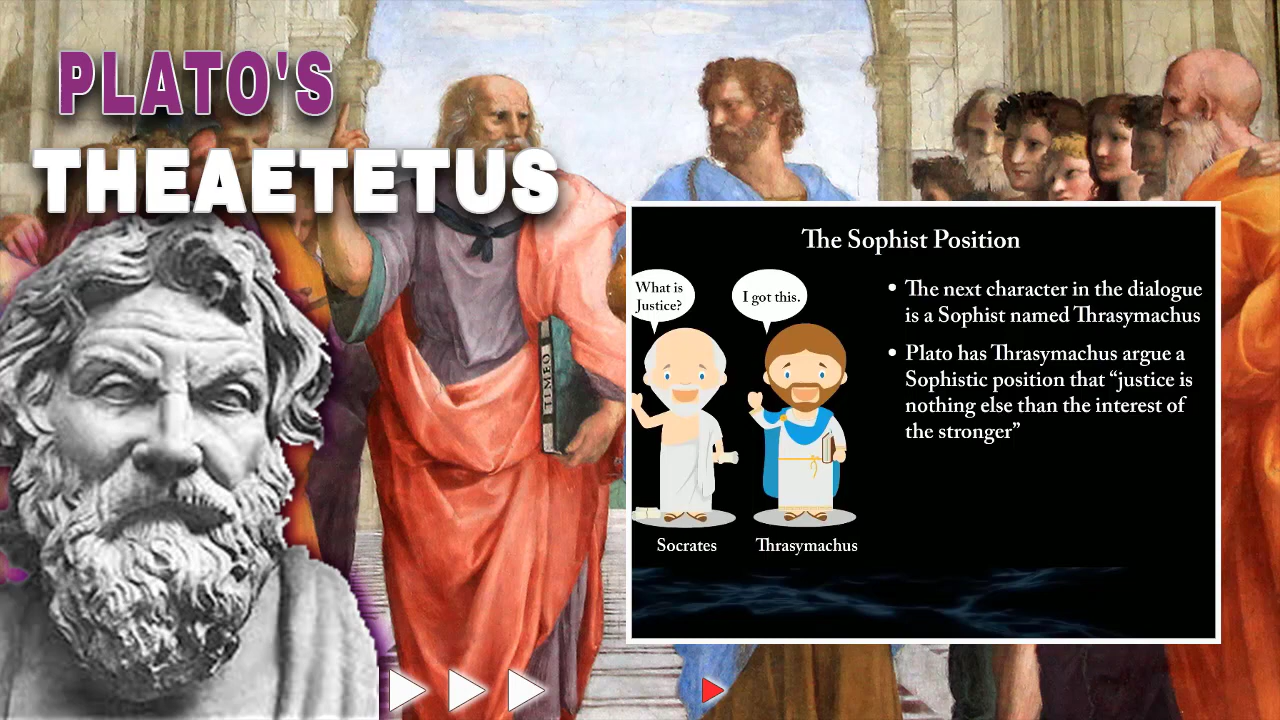 PLATO'S
THEAETETUS
TIMEO
The Sophist Position
What is
Justice?
I got this.
• The next character in the dialogue
is a Sophist named Thrasymachus
• Plato has Thrasymachus argue a
Sophistic position that “justice is
nothing else than the interest of
the stronger”
Socrates
Thrasymachus